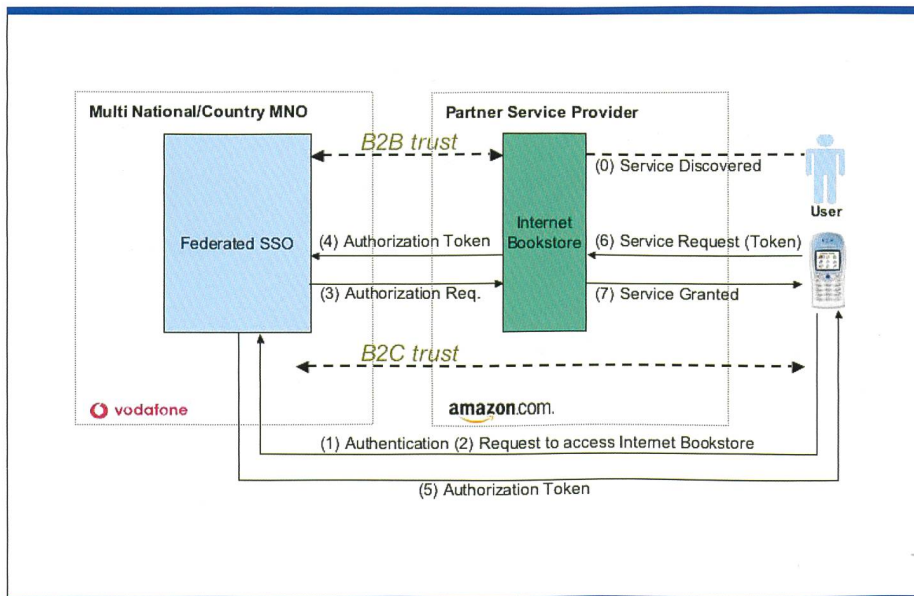 Multi National/Country MNO
Partner Service Provider
B2B trust
(0) Service Discovered
User
Federated SSO
Internet
Bookstore
(4) Authorization Token
(6) Service Request (Token)
(3) Authorization Req.
(7) Service Granted
B2C trust
vodafone
amazon.com.
(1) Authentication (2) Request to access Internet Bookstore
(5) Authorization Token